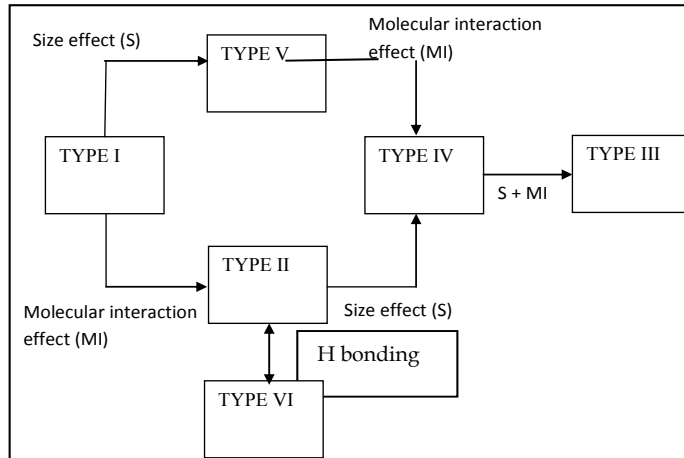 Size effect (S)
TYPE V
Molecular interaction
effect (MI)
TYPE I
TYPE IV
TYPE III
S + MI
TYPE II
Molecular interaction
effect (MI)
Size effect (S)
H bonding
TYPE VI